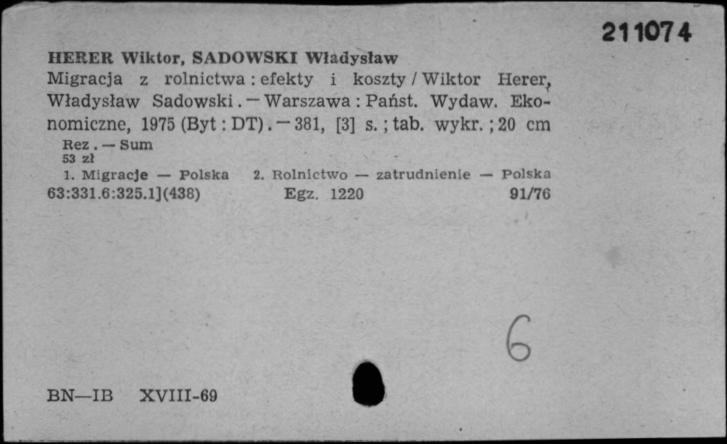 211074
HERER Wiktor, SADOWSKI Władysław
Migracja z rolnictwa : efekty i koszty / Wiktor Herer,
Władysław Sadowski. — Warszawa : Państ. Wydaw. Eko-
nomiczne, 1975 (Byt : DT). — 381, [3] s. ; tab. wykr. ; 20 cm
Rez. — Sum
53 zł
1. Migracje — Polska 2. Rolnictwo — zatrudnienie — Polska
63:331.6:325.1](438) Egz. 1220 91/76
6
BN—IB XVIII-69